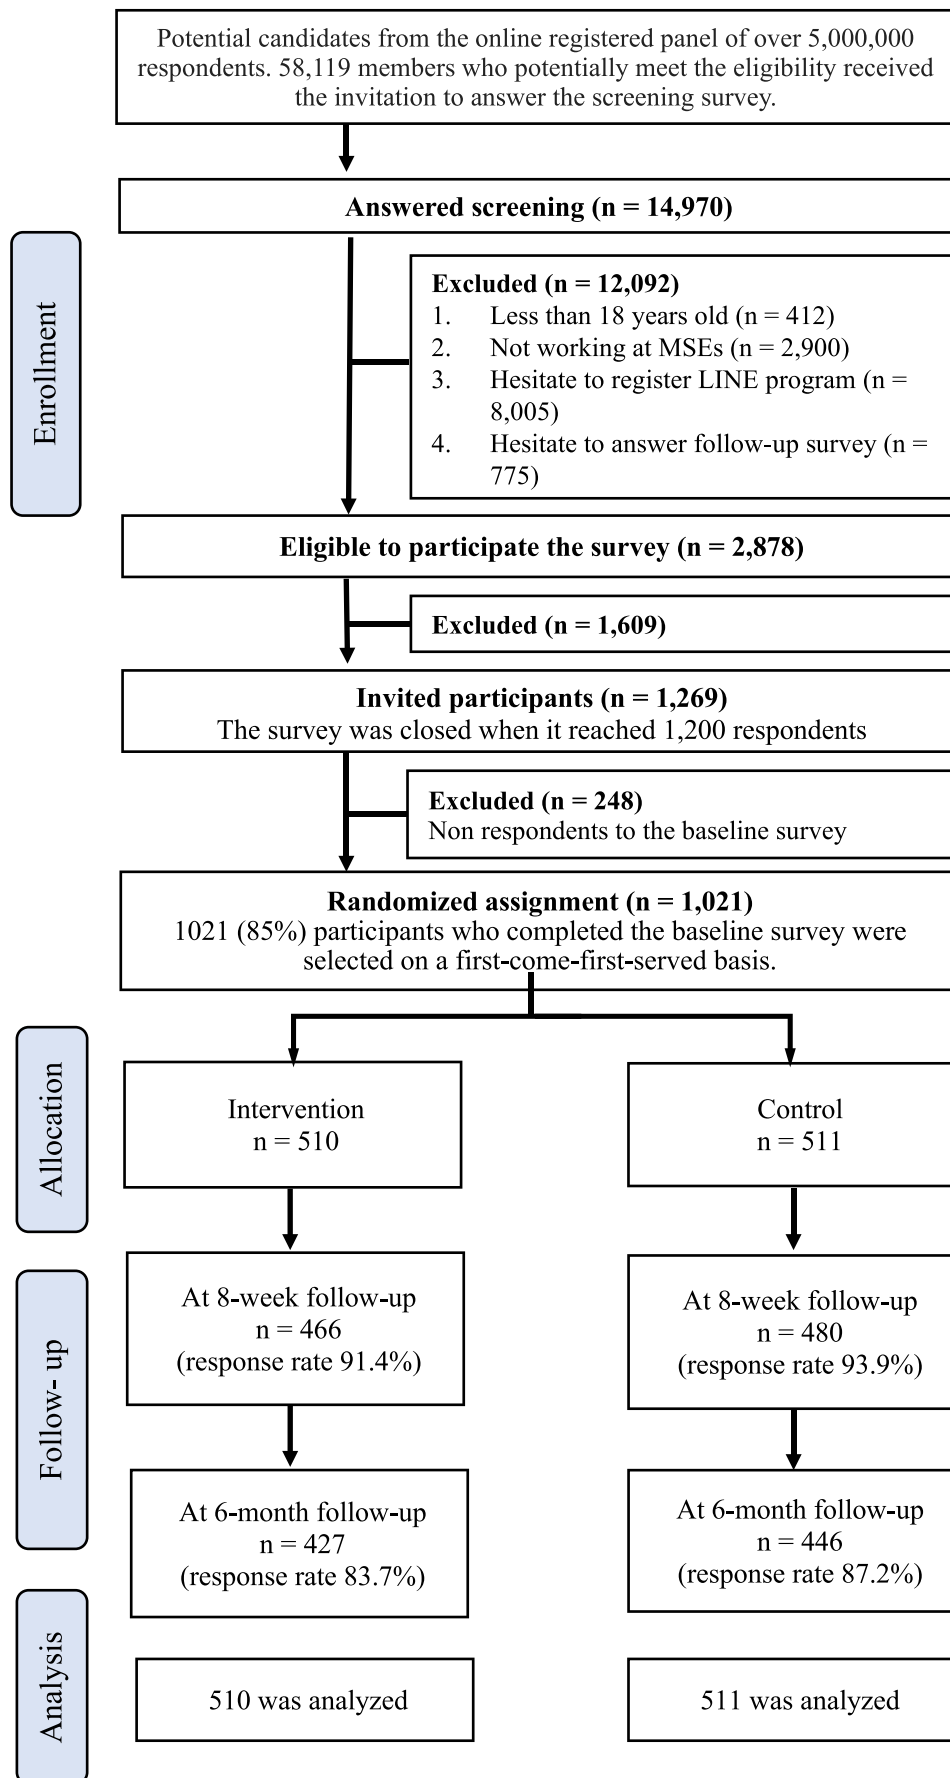 Potential candidates from the online registered panel of over 5,000,000
respondents. 58,119 members who potentially meet the eligibility received
the invitation to answer the screening survey.
Answered screening (n = 14,970)
Enrollment
Excluded (n = 12,092)
1. Less than 18 years old (n = 412)
2. Not working at MSEs (n = 2,900)
3. Hesitate to register LINE program (n =
8,005)
4. Hesitate to answer follow-up survey (n =
775)
Eligible to participate the survey (n = 2,878)
Excluded (n = 1,609)
Invited participants (n = 1,269)
The survey was closed when it reached 1,200 respondents
Excluded (n = 248)
Non respondents to the baseline survey
Randomized assignment (n = 1,021)
1021 (85%) participants who completed the baseline survey were
selected on a first-come-first-served basis.
Allocation
Intervention
n = 510
Control
n = 511
Follow- up
At 8-week follow-up
n = 466
(response rate 91.4%)
At 8-week follow-up
n = 480
(response rate 93.9%)
At 6-month follow-up
n = 427
(response rate 83.7%)
At 6-month follow-up
n = 446
(response rate 87.2%)
Analysis
510 was analyzed
511 was analyzed